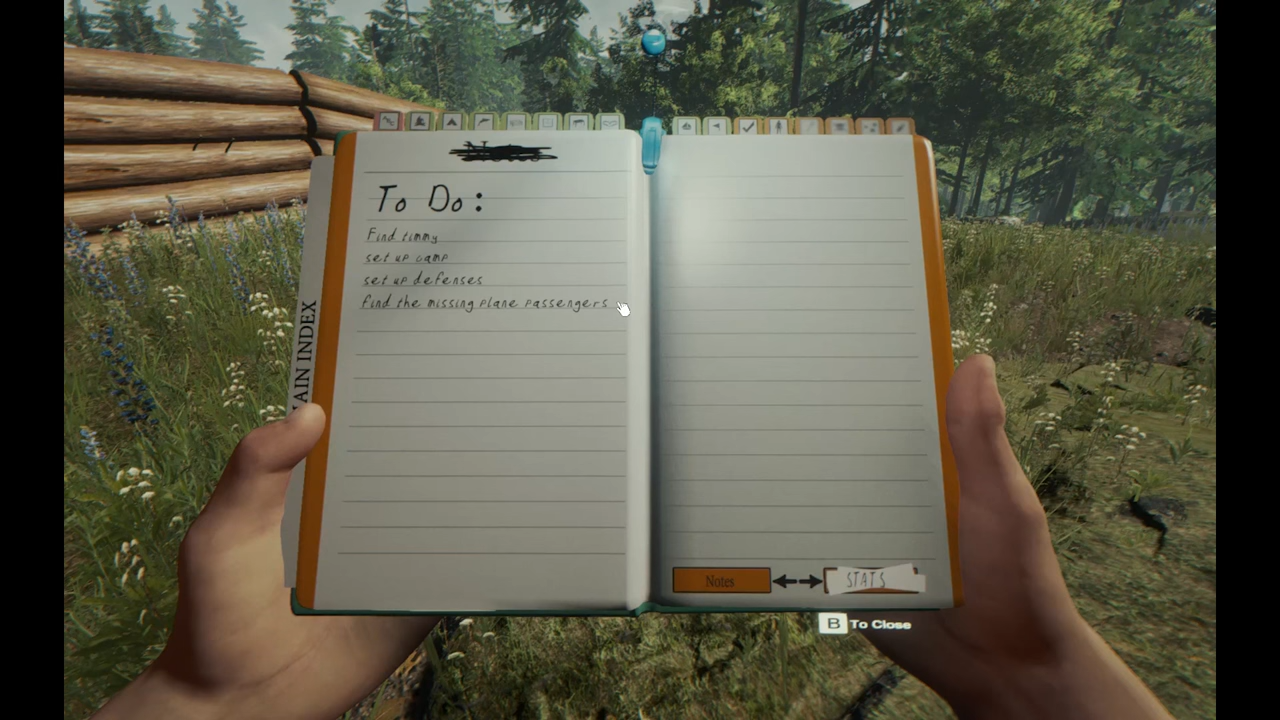 To Do:
Find timmy
set up camp
set up defenses
find the missing plane passengers
AIN INDEX
Notes
STATS
B To Close